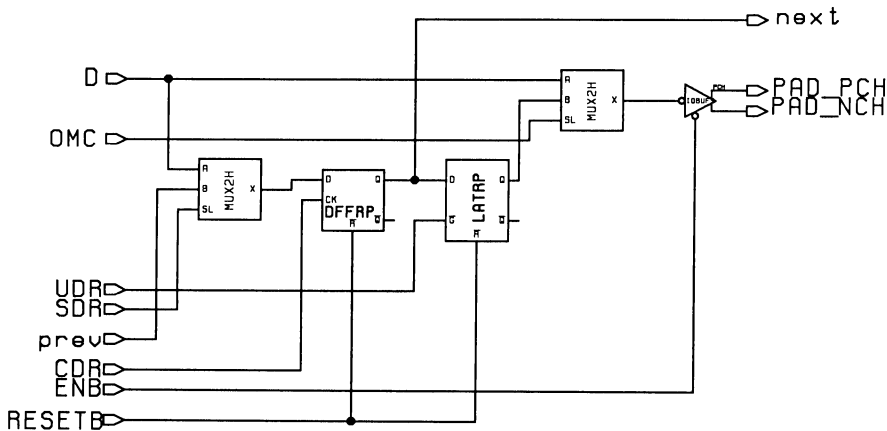 next
D
A
B
SL
MUX2H
X
PCH
IOBUF
PAD_PCH
PAD_NCH
OMC
A
B
SL
MUX2H
X
D
CK
DFFRP
Q
Q
R
D
G
LATRP
Q
Q
R
UDR
SDR
prev
CDR
ENB
RESETB